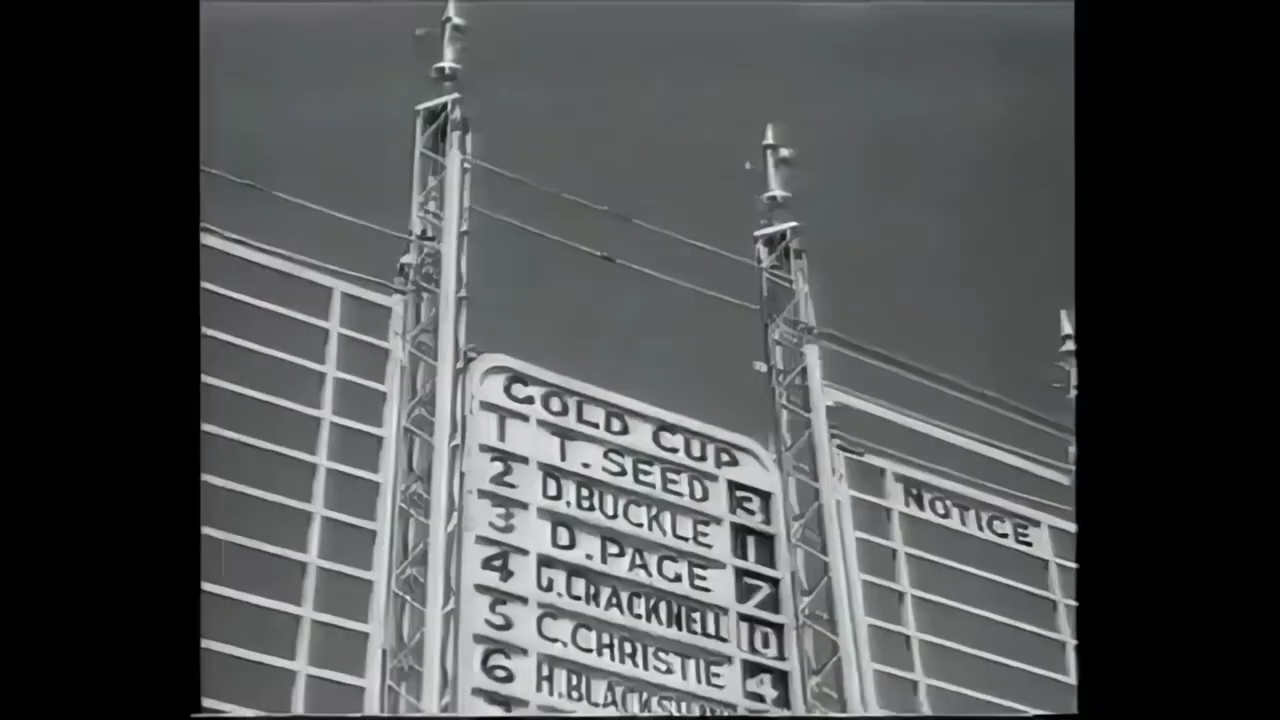 GOLD CUP
1 T. SEED 3
2 D. BUCKLE 1
3 D. PAGE 7
4 G. CRACKNELL 10
5 C. CHRISTIE 4
6
NOTICE